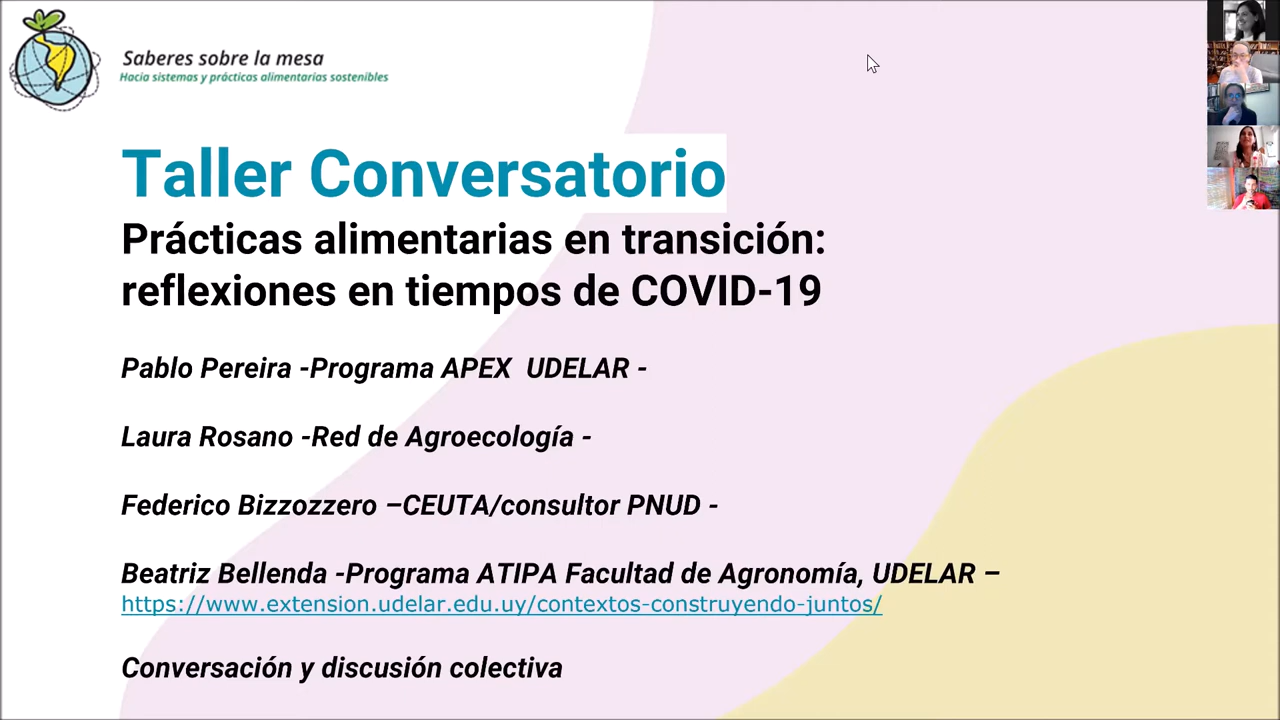 Saberes sobre la mesa
Hacia sistemas y prácticas alimentarias sostenibles
Taller Conversatorio
Prácticas alimentarias en transición:
reflexiones en tiempos de COVID-19
Pablo Pereira -Programa APEX  UDELAR -
Laura Rosano -Red de Agroecología -
Federico Bizzozzero –CEUTA/consultor PNUD -
Beatriz Bellenda -Programa ATIPA Facultad de Agronomía, UDELAR –
https://www.extension.udelar.edu.uy/contextos-construyendo-juntos/
Conversación y discusión colectiva